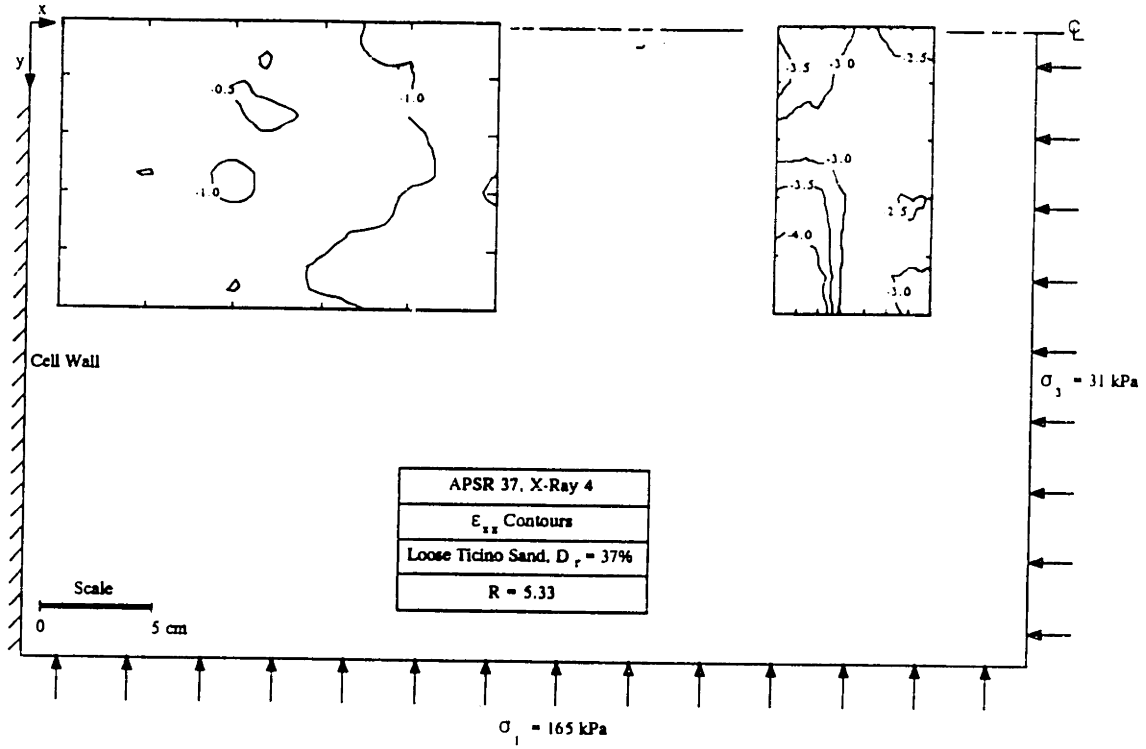 x
y
-0.5
-1.0
-1.0
-3.5
-3.0
-2.5
-3.0
-3.5
-4.0
2.5
-3.0
℄
Cell Wall
σ₃ = 31 kPa
APSR 37, X-Ray 4
εₓₓ Contours
Loose Ticino Sand, D r = 37%
R = 5.33
Scale
0 5 cm
σ₁ = 165 kPa